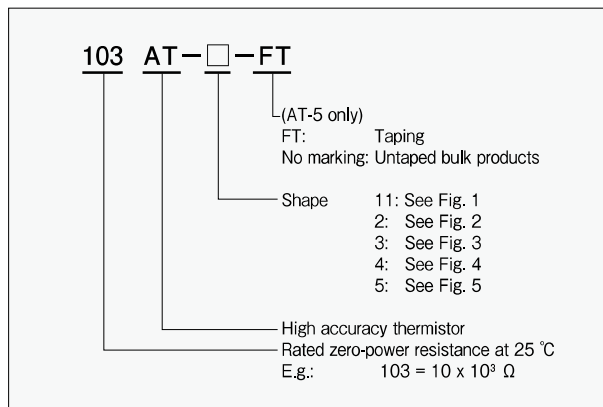 103 AT-□-FT
(AT-5 only)
FT: Taping
No marking: Untaped bulk products
Shape 11: See Fig. 1
2: See Fig. 2
3: See Fig. 3
4: See Fig. 4
5: See Fig. 5
High accuracy thermistor
Rated zero-power resistance at 25 ℃
E.g.: 103 = 10 x 10³ Ω